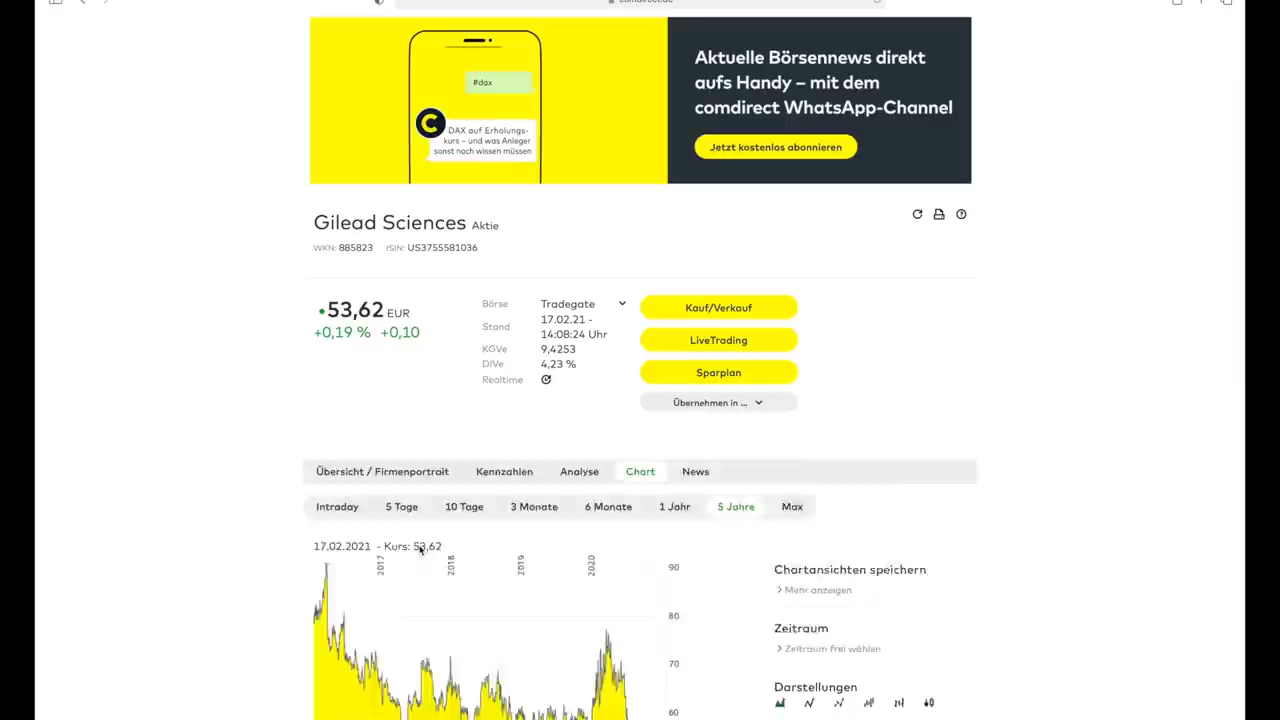 #dax
DAX auf Erholungs-
kurs – und was Anleger
sonst noch wissen müssen
Aktuelle Börsennews direkt
aufs Handy – mit dem
comdirect WhatsApp-Channel
Jetzt kostenlos abonnieren
Gilead Sciences Aktie
WKN: 885823 ISIN: US3755581036
53,62 EUR
+0,19 % +0,10
Börse Tradegate
Stand 17.02.21 -
14:08:24 Uhr
KGVe 9,4253
DIVe 4,23 %
Realtime
Kauf/Verkauf
LiveTrading
Sparplan
Übernehmen in ...
Übersicht / Firmenportrait Kennzahlen Analyse Chart News
Intraday 5 Tage 10 Tage 3 Monate 6 Monate 1 Jahr 5 Jahre Max
17.02.2021 - Kurs: 53,62
2017 2018 2019 2020
90
80
70
60
Chartansichten speichern
Mehr anzeigen
Zeitraum
Zeitraum frei wählen
Darstellungen